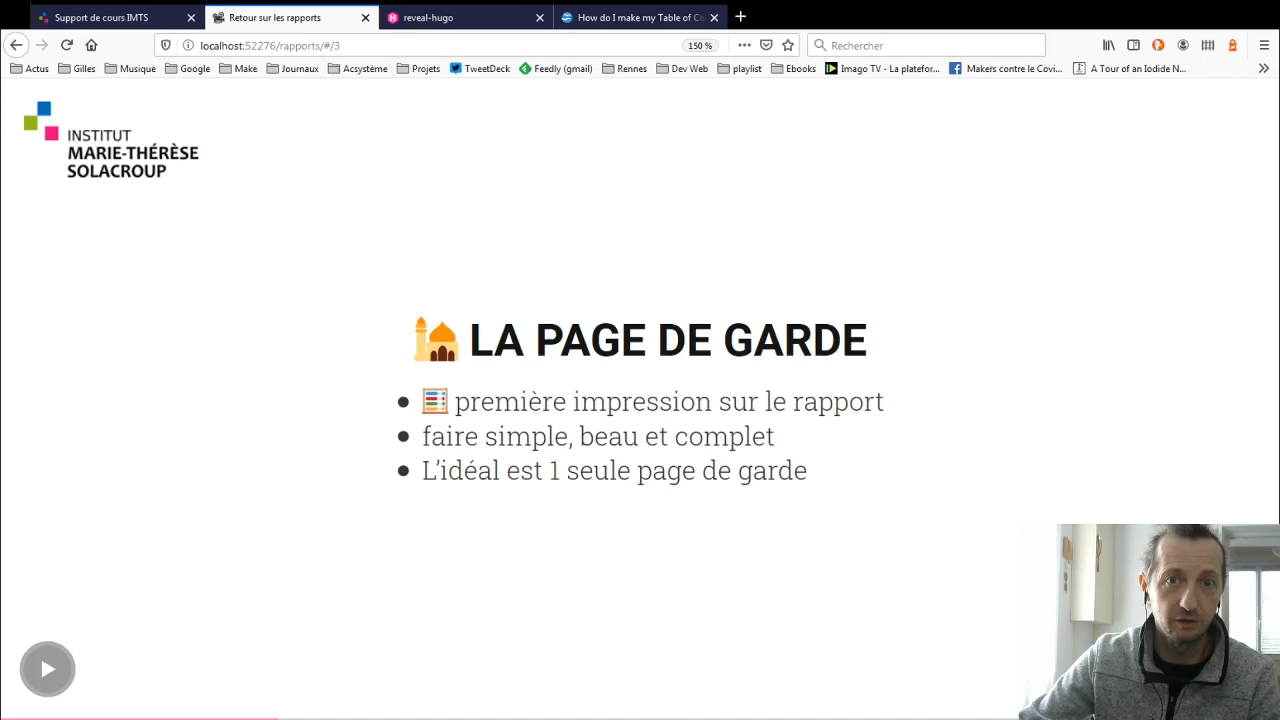 Support de cours IMTS
Retour sur les rapports
reveal-hugo
How do I make my Table of C
localhost:52276/rapports/#/3
150 %
Rechercher
Actus
Gilles
Musique
Google
Make
Journaux
Acsystème
Projets
TweetDeck
Feedly (gmail)
Rennes
Dev Web
playlist
Ebooks
Imago TV - La platefor...
Makers contre le Covi...
A Tour of an Iodide N...
INSTITUT
MARIE-THÉRÈSE
SOLACROUP
LA PAGE DE GARDE
première impression sur le rapport
faire simple, beau et complet
L'idéal est 1 seule page de garde